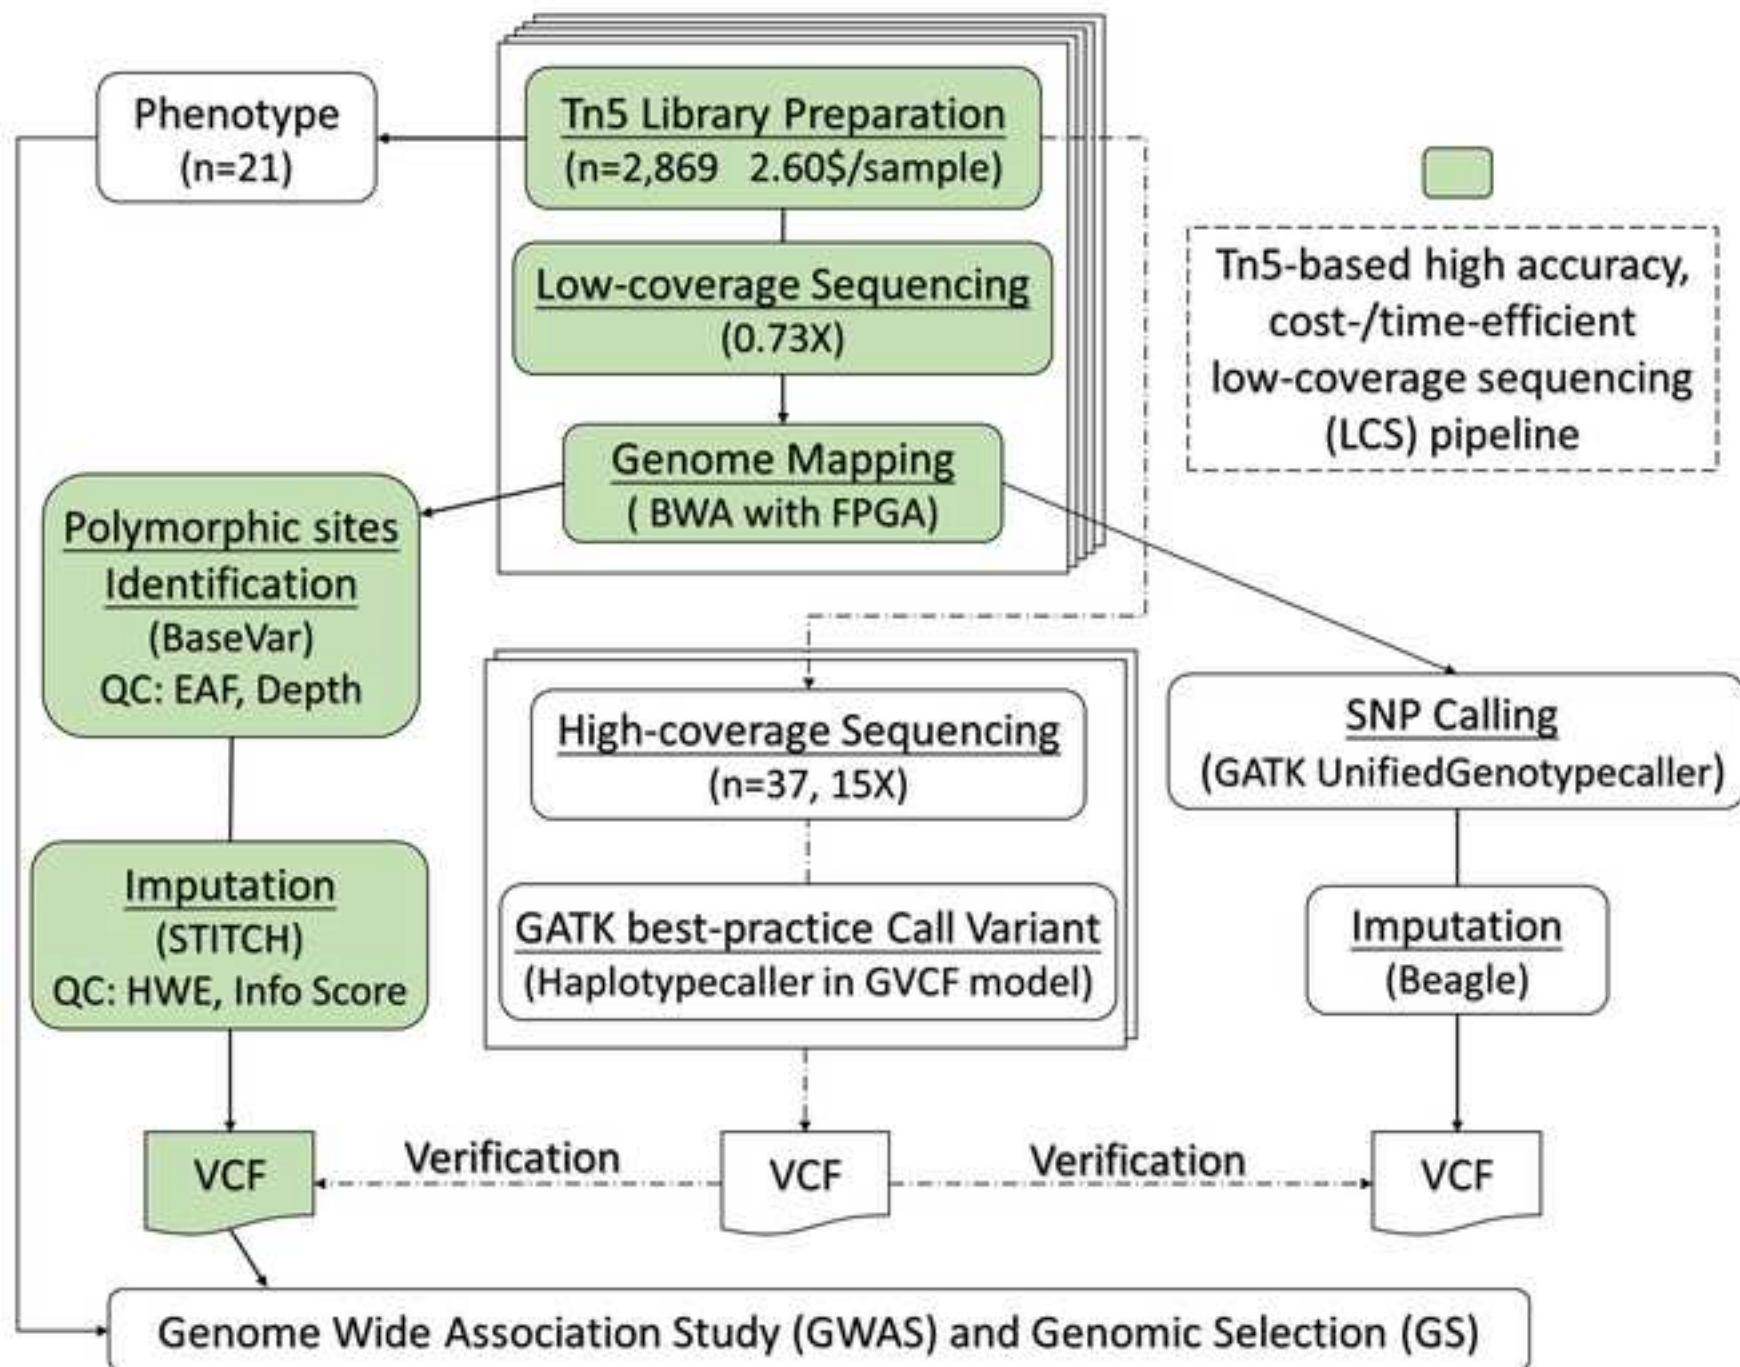 Phenotype
(n=21)
Tn5 Library Preparation
(n=2,869 2.60$/sample)
Low-coverage Sequencing
(0.73X)
Genome Mapping
( BWA with FPGA)
Tn5-based high accuracy,
cost-/time-efficient
low-coverage sequencing
(LCS) pipeline
Polymorphic sites
Identification
(BaseVar)
QC: EAF, Depth
Imputation
(STITCH)
QC: HWE, Info Score
High-coverage Sequencing
(n=37, 15X)
GATK best-practice Call Variant
(Haplotypecaller in GVCF model)
SNP Calling
(GATK UnifiedGenotypecaller)
Imputation
(Beagle)
VCF
Verification
VCF
Verification
VCF
Genome Wide Association Study (GWAS) and Genomic Selection (GS)